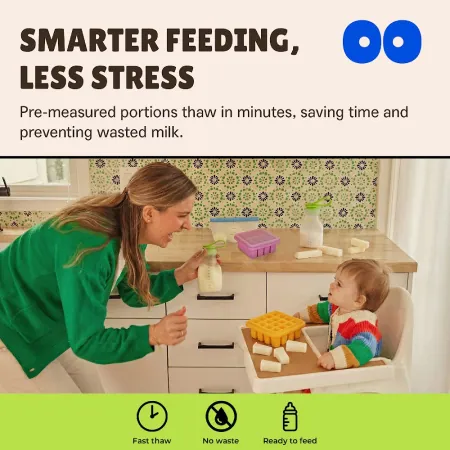 SMARTER FEEDING,
LESS STRESS
Pre-measured portions thaw in minutes, saving time and
preventing wasted milk.
Fast thaw
No waste
Ready to feed